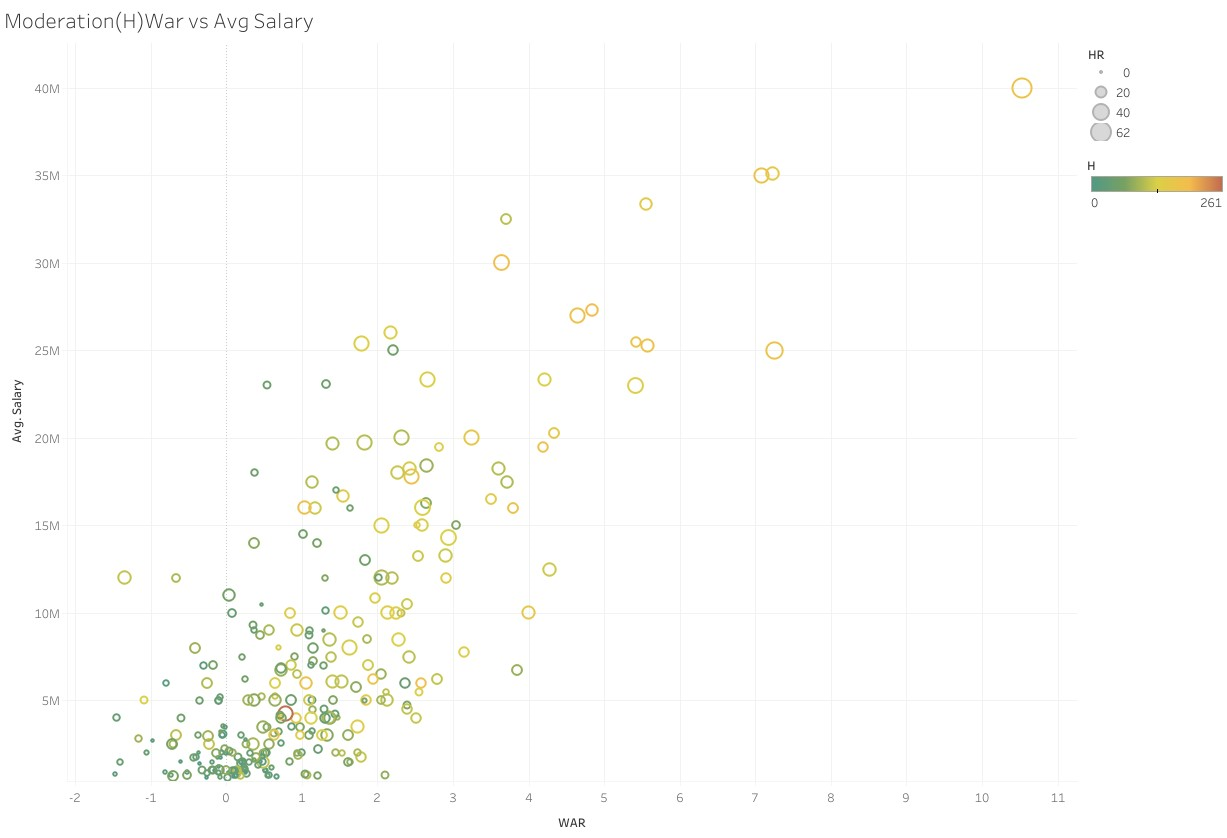 Moderation(H)War vs Avg Salary
HR
0
20
40
62
H
0 261
Avg. Salary
40M
35M
30M
25M
20M
15M
10M
5M
-2 -1 0 1 2 3 4 5 6 7 8 9 10 11
WAR